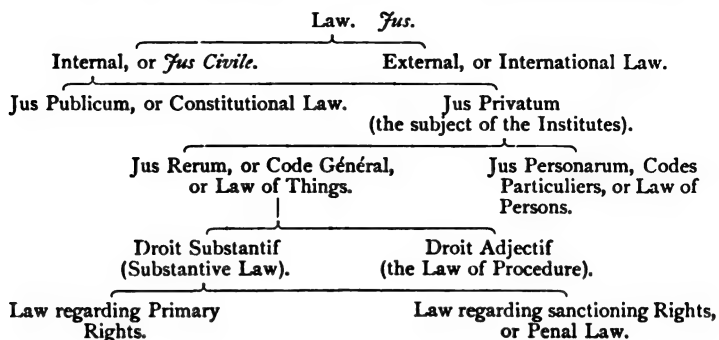 Law. Jus.
Internal, or Jus Civile. External, or International Law.
Jus Publicum, or Constitutional Law. Jus Privatum
(the subject of the Institutes).
Jus Rerum, or Code Général, Jus Personarum, Codes
or Law of Things. Particuliers, or Law of
Persons.
Droit Substantif Droit Adjectif
(Substantive Law). (the Law of Procedure).
Law regarding Primary Law regarding sanctioning Rights,
Rights. or Penal Law.